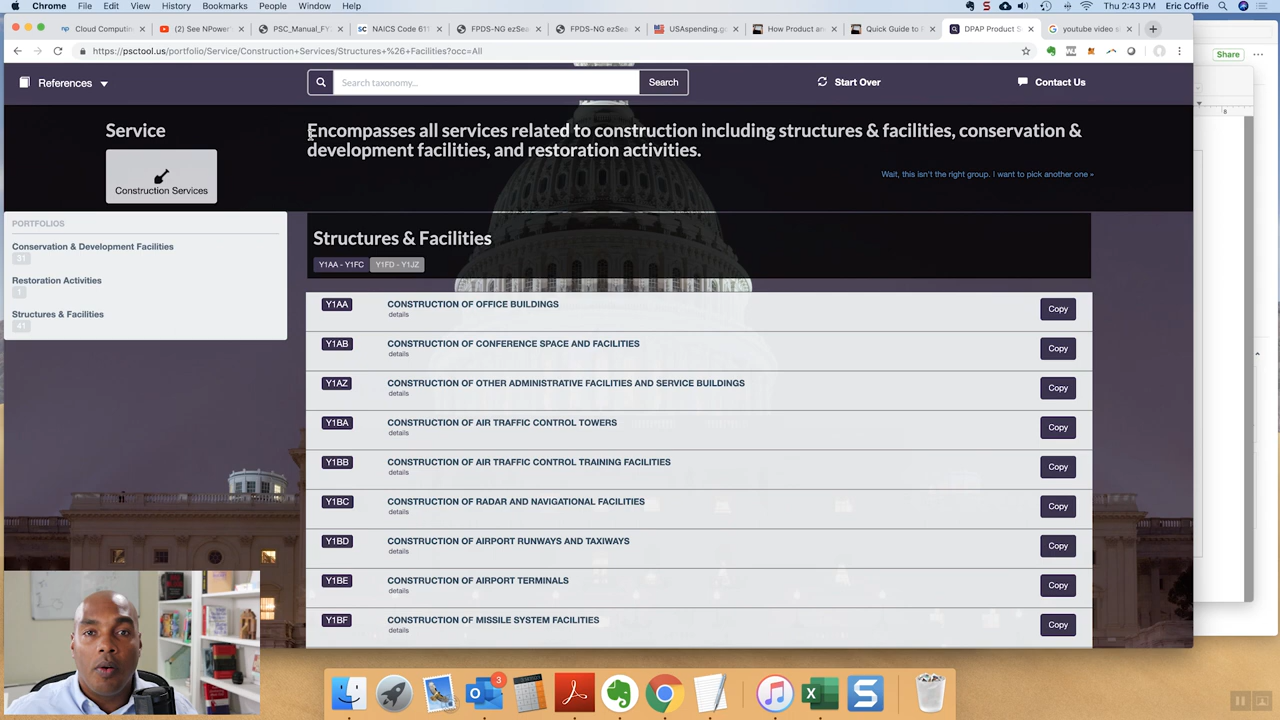 Chrome File Edit View History Bookmarks People Window Help
Thu 2:43 PM Eric Coffie
Cloud Computin
(2) See NPower
PSC_Manual_FY
NAICS Code 611
FPDS-NG ezSea
FPDS-NG ezSea
USAspending.g
How Product an
Quick Guide to
DPAP Product S
youtube video s
https://psctool.us/portfolio/Service/Construction+Services/Structures+%26+Facilities?occ=All
Share
References
Search taxonomy...
Search
Start Over
Contact Us
8
Service
Construction Services
Encompasses all services related to construction including structures & facilities, conservation &
development facilities, and restoration activities.
Wait, this isn't the right group. I want to pick another one »
PORTFOLIOS
Conservation & Development Facilities
31
Restoration Activities
1
Structures & Facilities
41
Structures & Facilities
Y1AA - Y1FC Y1FD - Y1JZ
Y1AA CONSTRUCTION OF OFFICE BUILDINGS Copy
details
Y1AB CONSTRUCTION OF CONFERENCE SPACE AND FACILITIES Copy
details
Y1AZ CONSTRUCTION OF OTHER ADMINISTRATIVE FACILITIES AND SERVICE BUILDINGS Copy
details
Y1BA CONSTRUCTION OF AIR TRAFFIC CONTROL TOWERS Copy
details
Y1BB CONSTRUCTION OF AIR TRAFFIC CONTROL TRAINING FACILITIES Copy
details
Y1BC CONSTRUCTION OF RADAR AND NAVIGATIONAL FACILITIES Copy
details
Y1BD CONSTRUCTION OF AIRPORT RUNWAYS AND TAXIWAYS Copy
details
Y1BE CONSTRUCTION OF AIRPORT TERMINALS Copy
details
Y1BF CONSTRUCTION OF MISSILE SYSTEM FACILITIES Copy
details
3